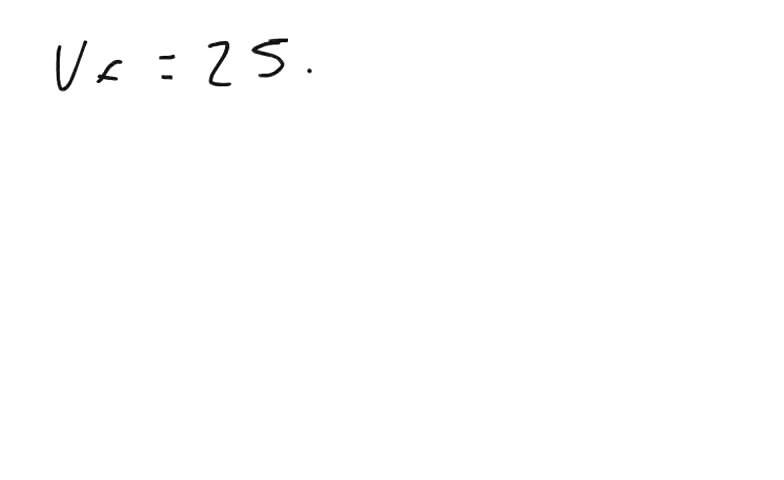 Vf = 25.